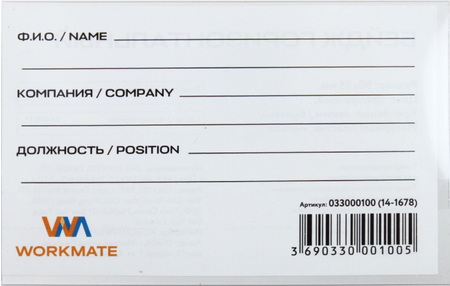 Ф.И.О. / NAME
КОМПАНИЯ / COMPANY
ДОЛЖНОСТЬ / POSITION
Артикул: 033000100 (14-1678)
WORKMATE
3 690330 001005